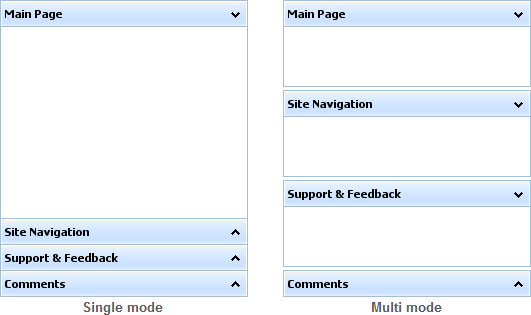 Main Page
Site Navigation
Support & Feedback
Comments
Single mode
Main Page
Site Navigation
Support & Feedback
Comments
Multi mode